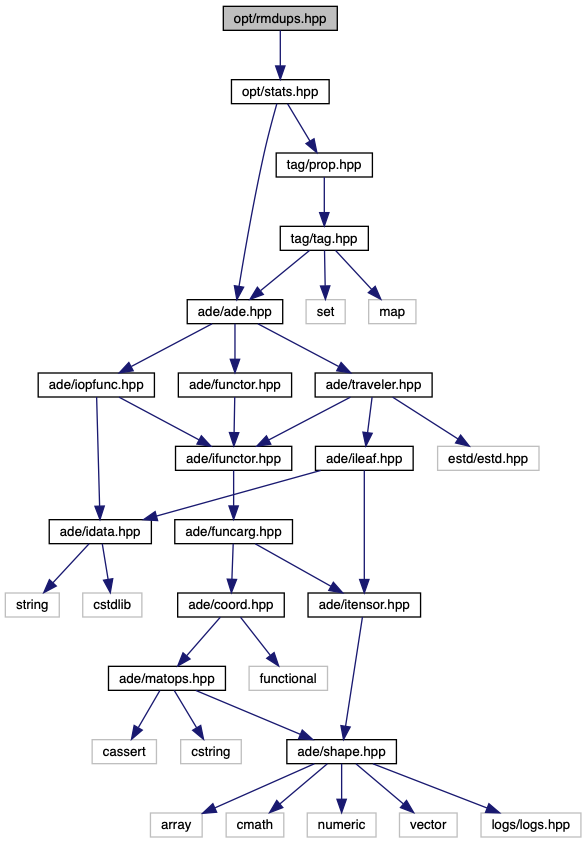 opt/rmdups.hpp
opt/stats.hpp
tag/prop.hpp
tag/tag.hpp
ade/ade.hpp
set
map
ade/iopfunc.hpp
ade/functor.hpp
ade/traveler.hpp
ade/ifunctor.hpp
ade/ileaf.hpp
estd/estd.hpp
ade/idata.hpp
ade/funcarg.hpp
string
cstdlib
ade/coord.hpp
ade/itensor.hpp
ade/matops.hpp
functional
cassert
cstring
ade/shape.hpp
array
cmath
numeric
vector
logs/logs.hpp